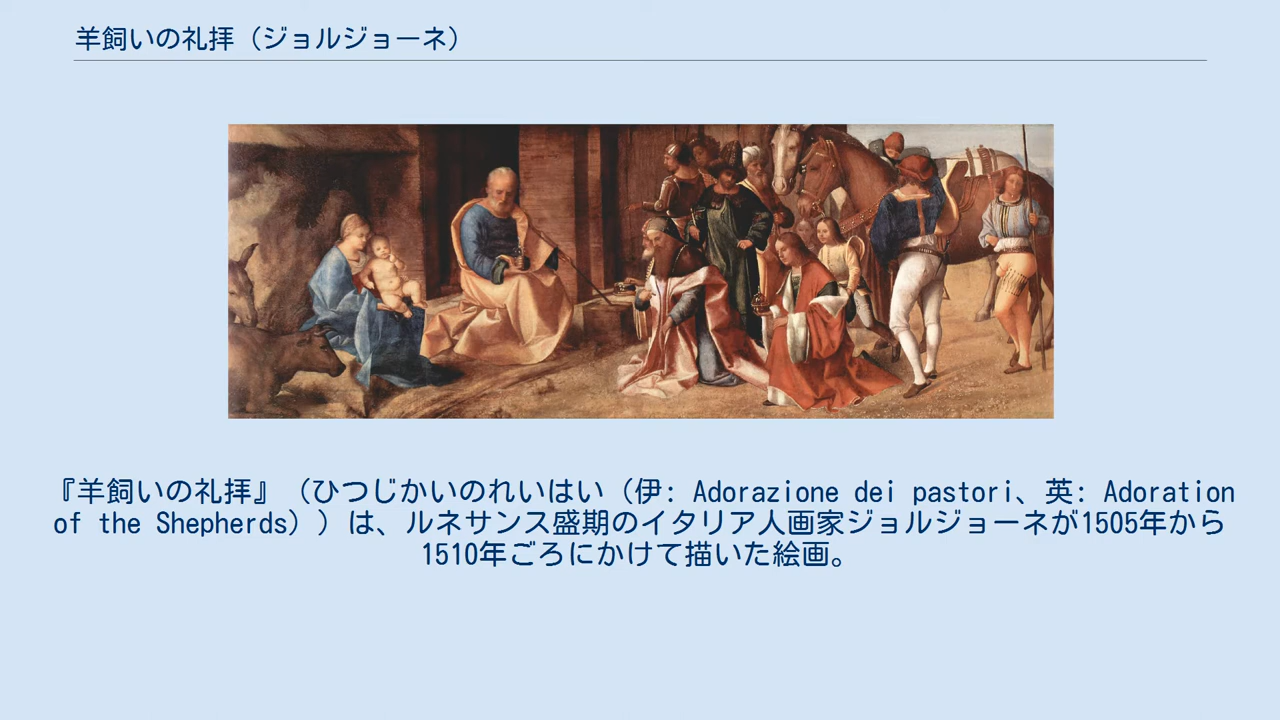 羊飼いの礼拝（ジョルジョーネ）
『羊飼いの礼拝』（ひつじかいのれいはい（伊: Adorazione dei pastori、英: Adoration
of the Shepherds））は、ルネサンス盛期のイタリア人画家ジョルジョーネが1505年から
1510年ごろにかけて描いた絵画。